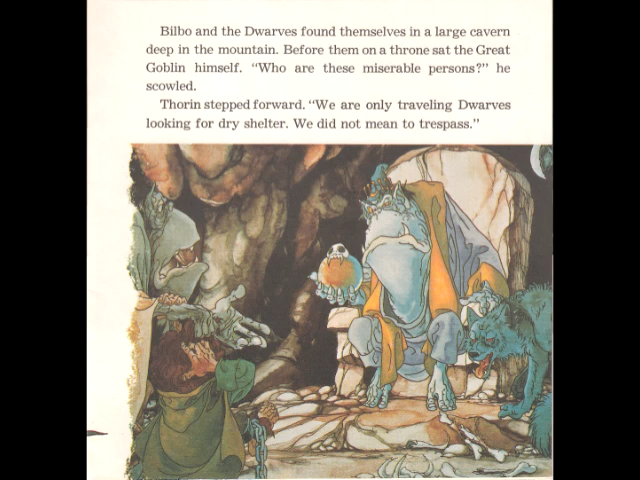 Bilbo and the Dwarves found themselves in a large cavern
deep in the mountain. Before them on a throne sat the Great
Goblin himself. “Who are these miserable persons?” he
scowled.
Thorin stepped forward. “We are only traveling Dwarves
looking for dry shelter. We did not mean to trespass.”